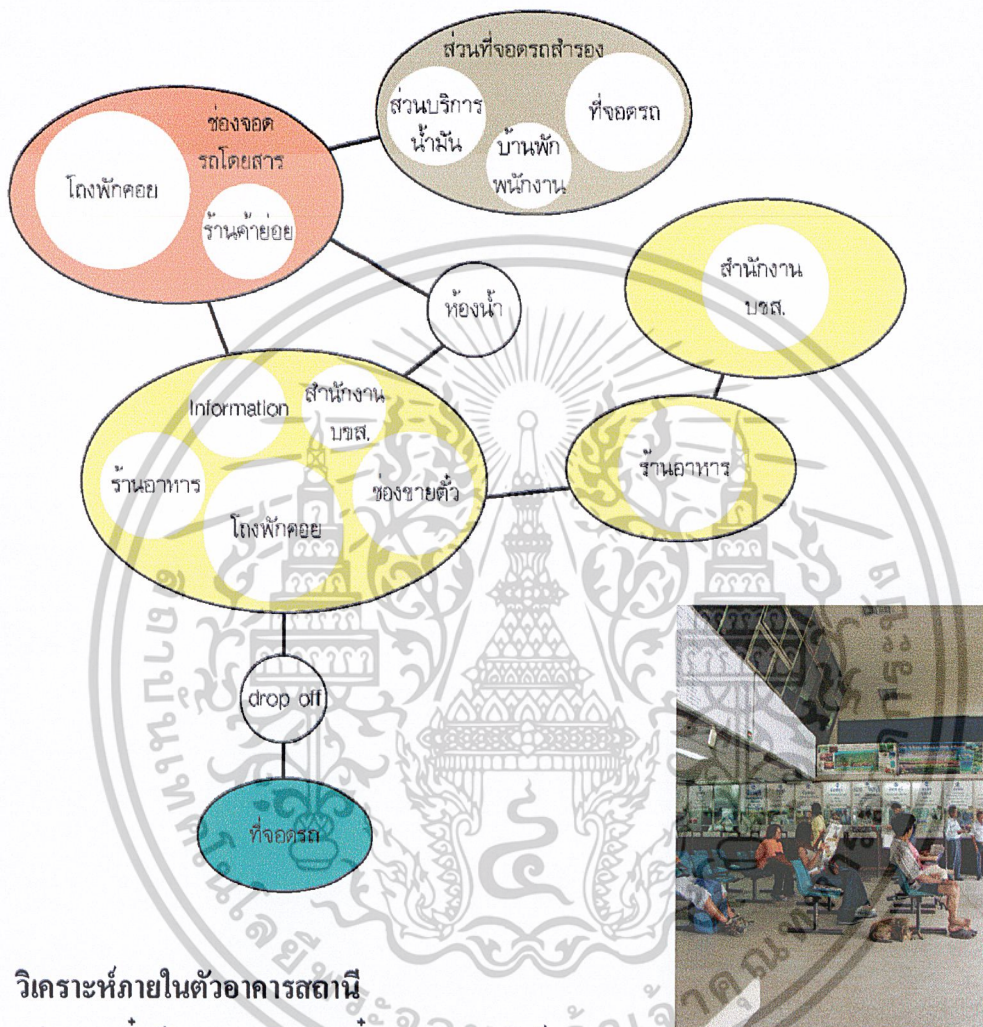 ส่วนที่จอดรถสำรอง
ส่วนบริการ
น้ำมัน
ที่จอดรถ
บ้านพัก
พนักงาน
ช่องจอด
รถโดยสาร
โถงพักคอย
ร้านค้าย่อย
ห้องน้ำ
สำนักงาน
บขส.
Information
สำนักงาน
บขส.
ร้านอาหาร
ช่องขายตั๋ว
โถงพักคอย
ร้านอาหาร
drop off
ที่จอดรถ
วิเคราะห์ภายในตัวอาคารสถานี